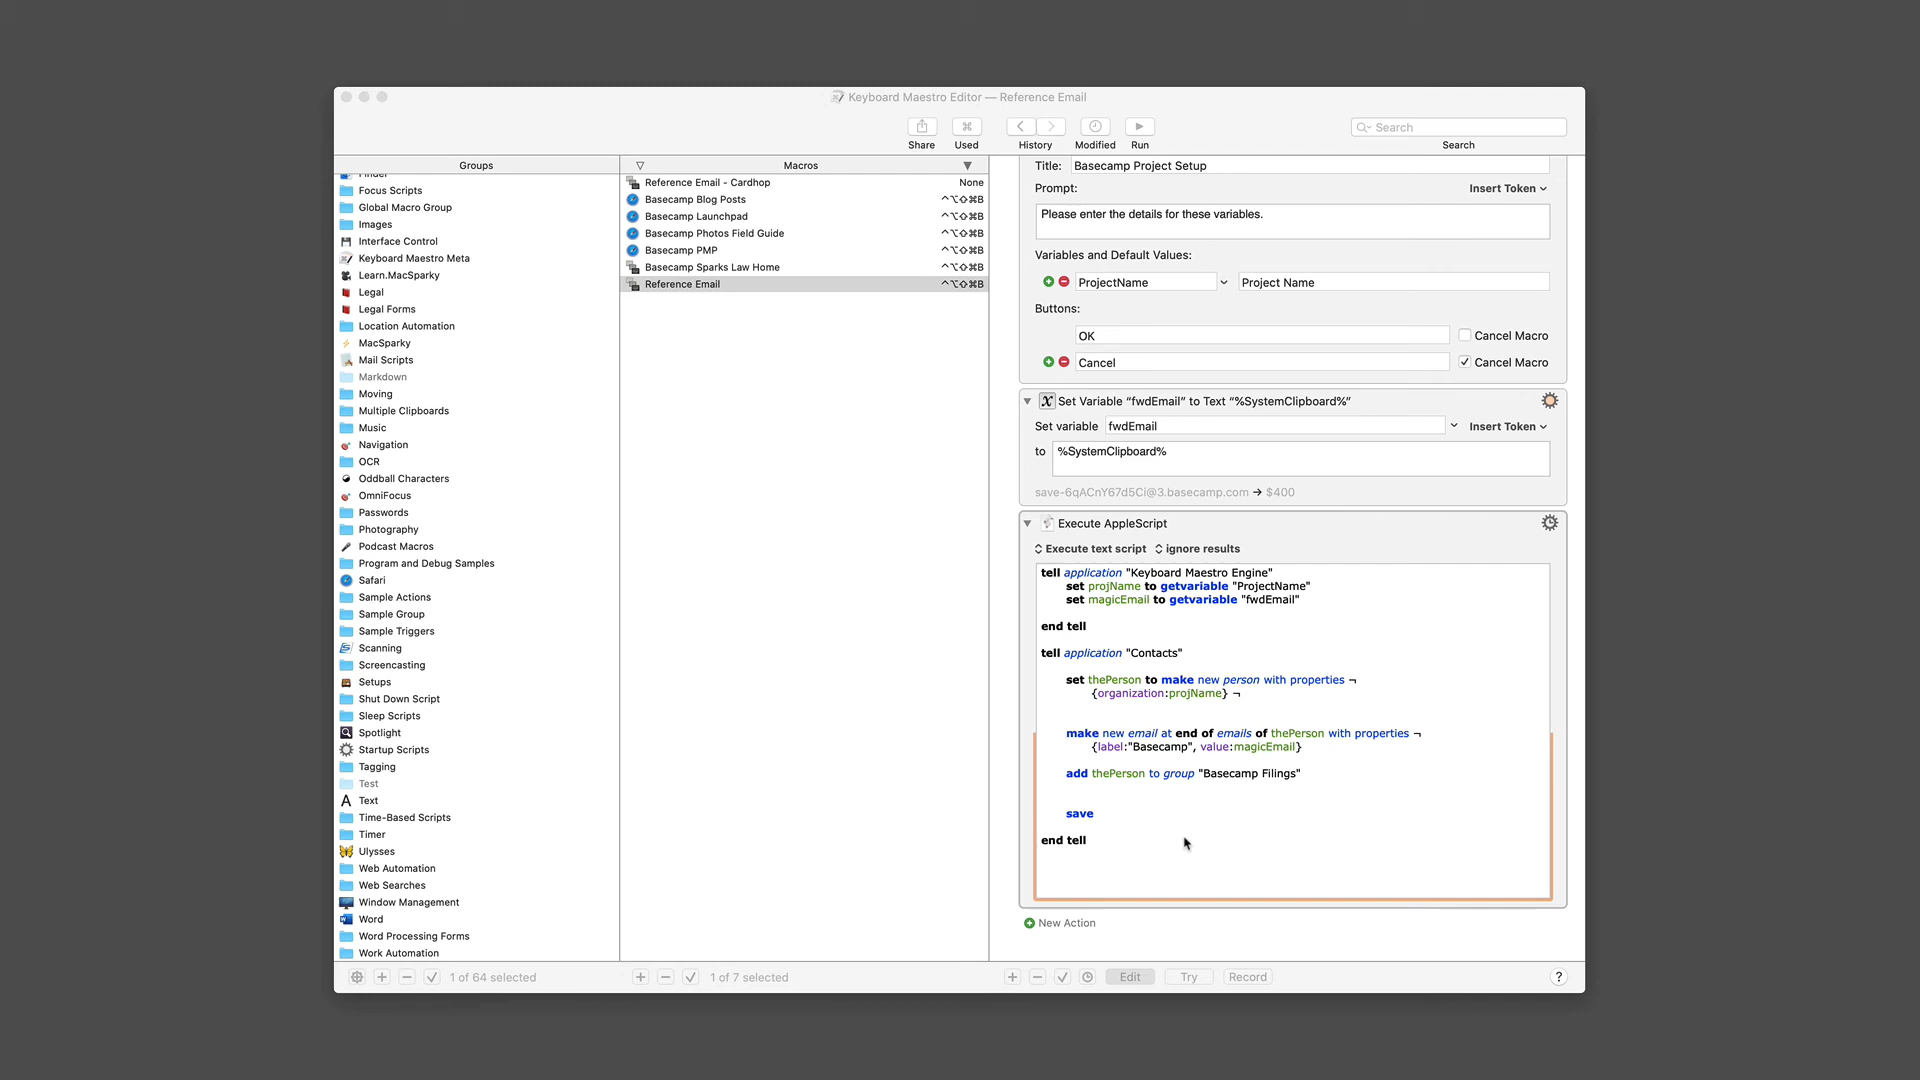 Keyboard Maestro Editor — Reference Email
Share
Used
History
Modified
Run
Search
Search
Groups
Finder
Focus Scripts
Global Macro Group
Images
Interface Control
Keyboard Maestro Meta
Learn.MacSparky
Legal
Legal Forms
Location Automation
MacSparky
Mail Scripts
Markdown
Moving
Multiple Clipboards
Music
Navigation
OCR
Oddball Characters
OmniFocus
Passwords
Photography
Podcast Macros
Program and Debug Samples
Safari
Sample Actions
Sample Group
Sample Triggers
Scanning
Screencasting
Setups
Shut Down Script
Sleep Scripts
Spotlight
Startup Scripts
Tagging
Test
Text
Time-Based Scripts
Timer
Ulysses
Web Automation
Web Searches
Window Management
Word
Word Processing Forms
Work Automation
1 of 64 selected
Macros
Reference Email - Cardhop None
Basecamp Blog Posts ^⌥⇧⌘B
Basecamp Launchpad ^⌥⇧⌘B
Basecamp Photos Field Guide ^⌥⇧⌘B
Basecamp PMP ^⌥⇧⌘B
Basecamp Sparks Law Home ^⌥⇧⌘B
Reference Email ^⌥⇧⌘B
1 of 7 selected
Title: Basecamp Project Setup
Prompt: Insert Token
Please enter the details for these variables.
Variables and Default Values:
ProjectName Project Name
Buttons:
OK Cancel Macro
Cancel Cancel Macro
Set Variable “fwdEmail” to Text “%SystemClipboard%”
Set variable fwdEmail Insert Token
to %SystemClipboard%
save-6qACnY67d5Ci@3.basecamp.com → $400
Execute AppleScript
Execute text script ignore results
tell application "Keyboard Maestro Engine"
set projName to getvariable "ProjectName"
set magicEmail to getvariable "fwdEmail"
end tell
tell application "Contacts"
set thePerson to make new person with properties ¬
{organization:projName} ¬
make new email at end of emails of thePerson with properties ¬
{label:"Basecamp", value:magicEmail}
add thePerson to group "Basecamp Filings"
save
end tell
New Action
Edit
Try
Record
?